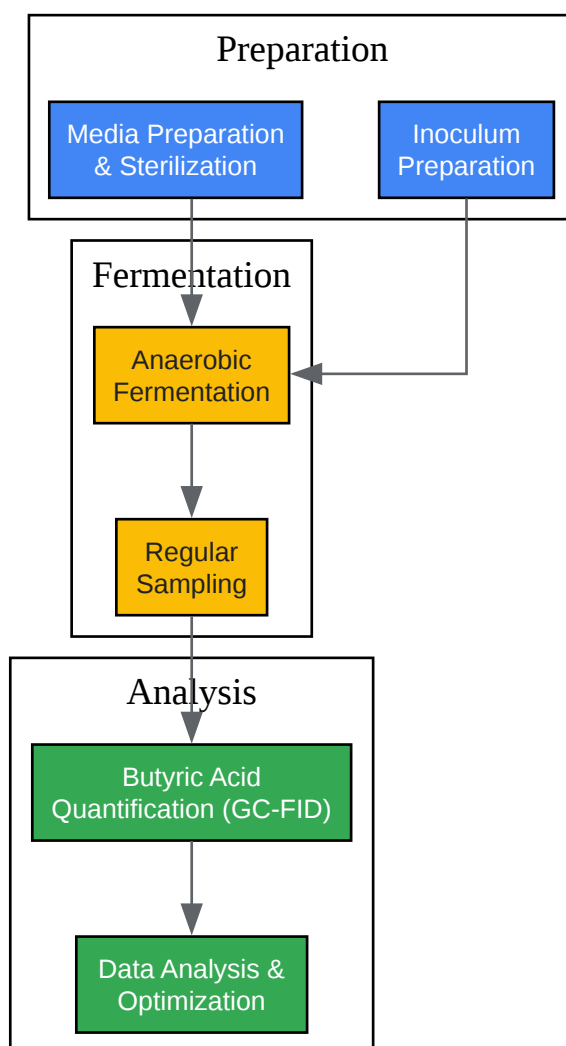 Preparation
Media Preparation
& Sterilization
Inoculum
Preparation
Fermentation
Anaerobic
Fermentation
Regular
Sampling
Analysis
Butyric Acid
Quantification (GC-FID)
Data Analysis &
Optimization